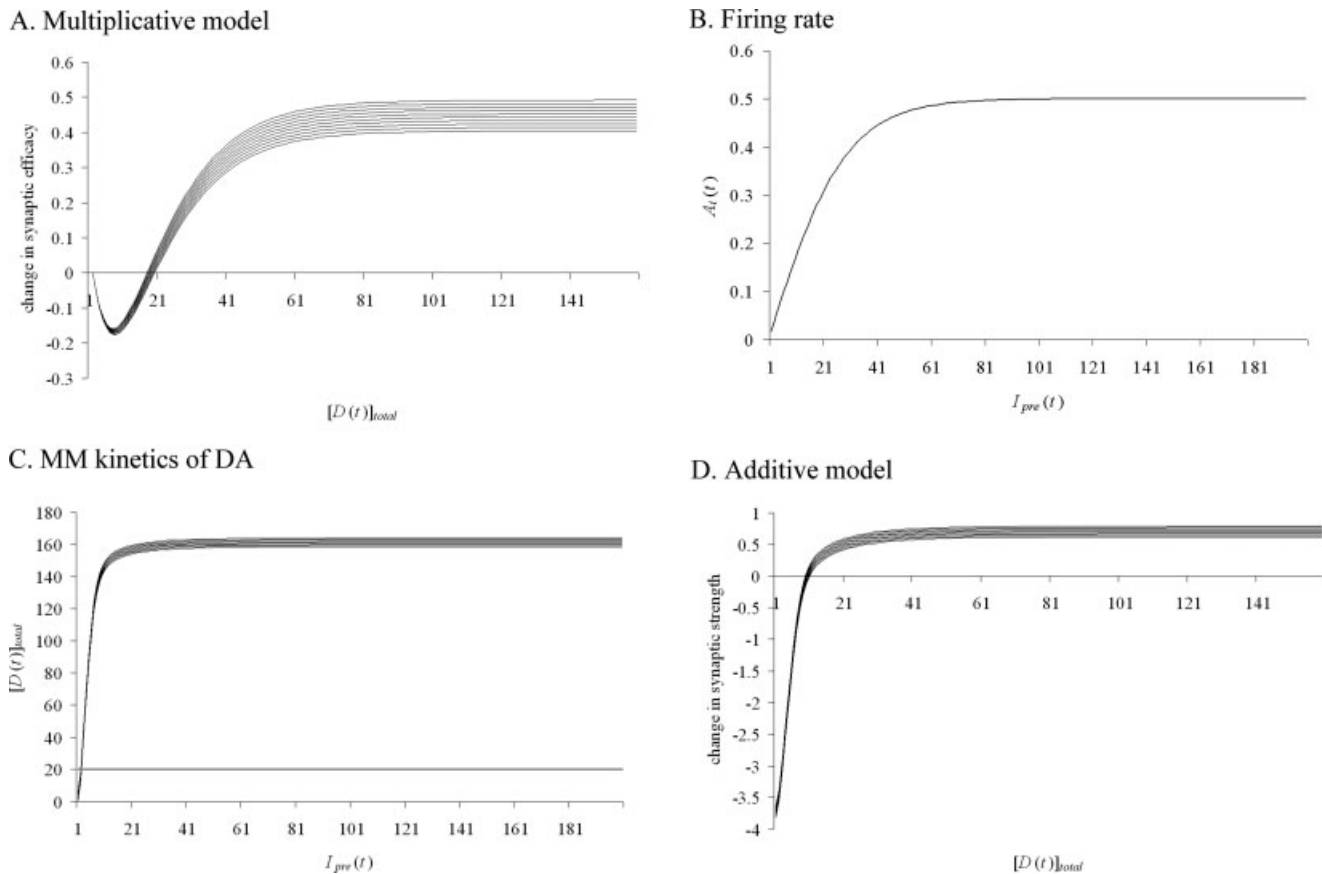 A. Multiplicative model
0.6
0.5
0.4
0.3
0.2
0.1
0
-0.1
-0.2
-0.3
change in synaptic efficacy
1 21 41 61 81 101 121 141
[D(t)]total
B. Firing rate
0.6
0.5
0.4
0.3
0.2
0.1
0
Ai(t)
1 21 41 61 81 101 121 141 161 181
Ipre(t)
C. MM kinetics of DA
180
160
140
120
100
80
60
40
20
0
[D(t)]total
1 21 41 61 81 101 121 141 161 181
Ipre(t)
D. Additive model
1
0.5
0
-0.5
-1
-1.5
-2
-2.5
-3
-3.5
-4
change in synaptic strength
1 21 41 61 81 101 121 141
[D(t)]total